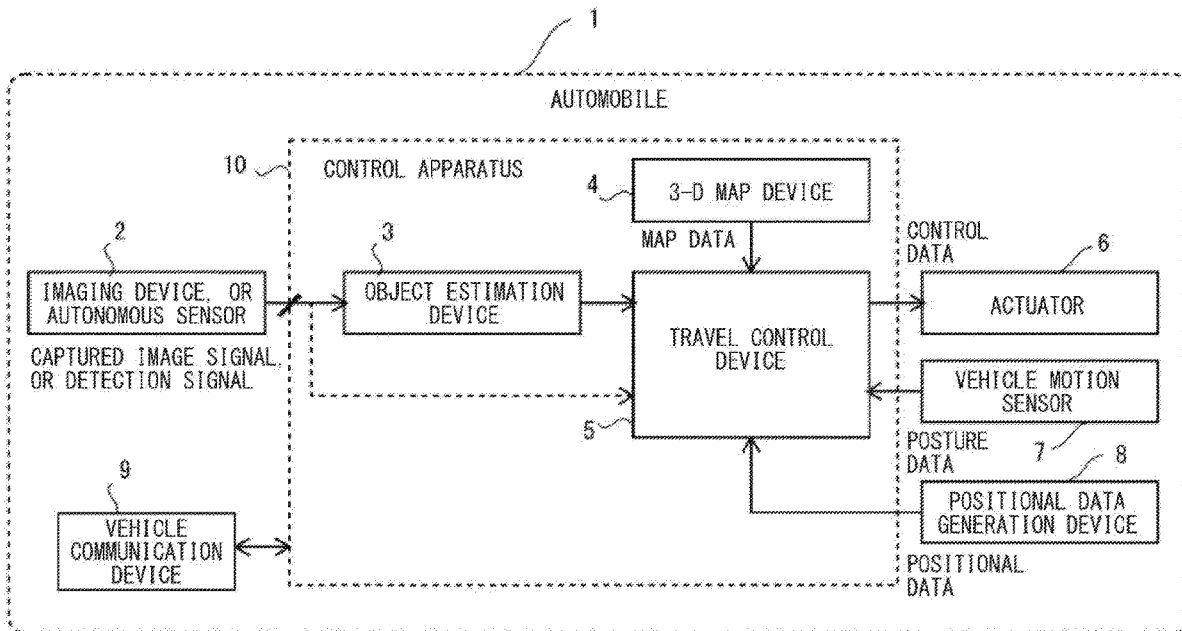 1
AUTOMOBILE
10
CONTROL APPARATUS
4
3-D MAP DEVICE
MAP DATA
2
IMAGING DEVICE, OR
AUTONOMOUS SENSOR
CAPTURED IMAGE SIGNAL,
OR DETECTION SIGNAL
3
OBJECT ESTIMATION
DEVICE
TRAVEL CONTROL
DEVICE
5
CONTROL
DATA
6
ACTUATOR
VEHICLE MOTION
SENSOR
7
POSTURE
DATA
8
POSITIONAL DATA
GENERATION DEVICE
POSITIONAL
DATA
9
VEHICLE
COMMUNICATION
DEVICE